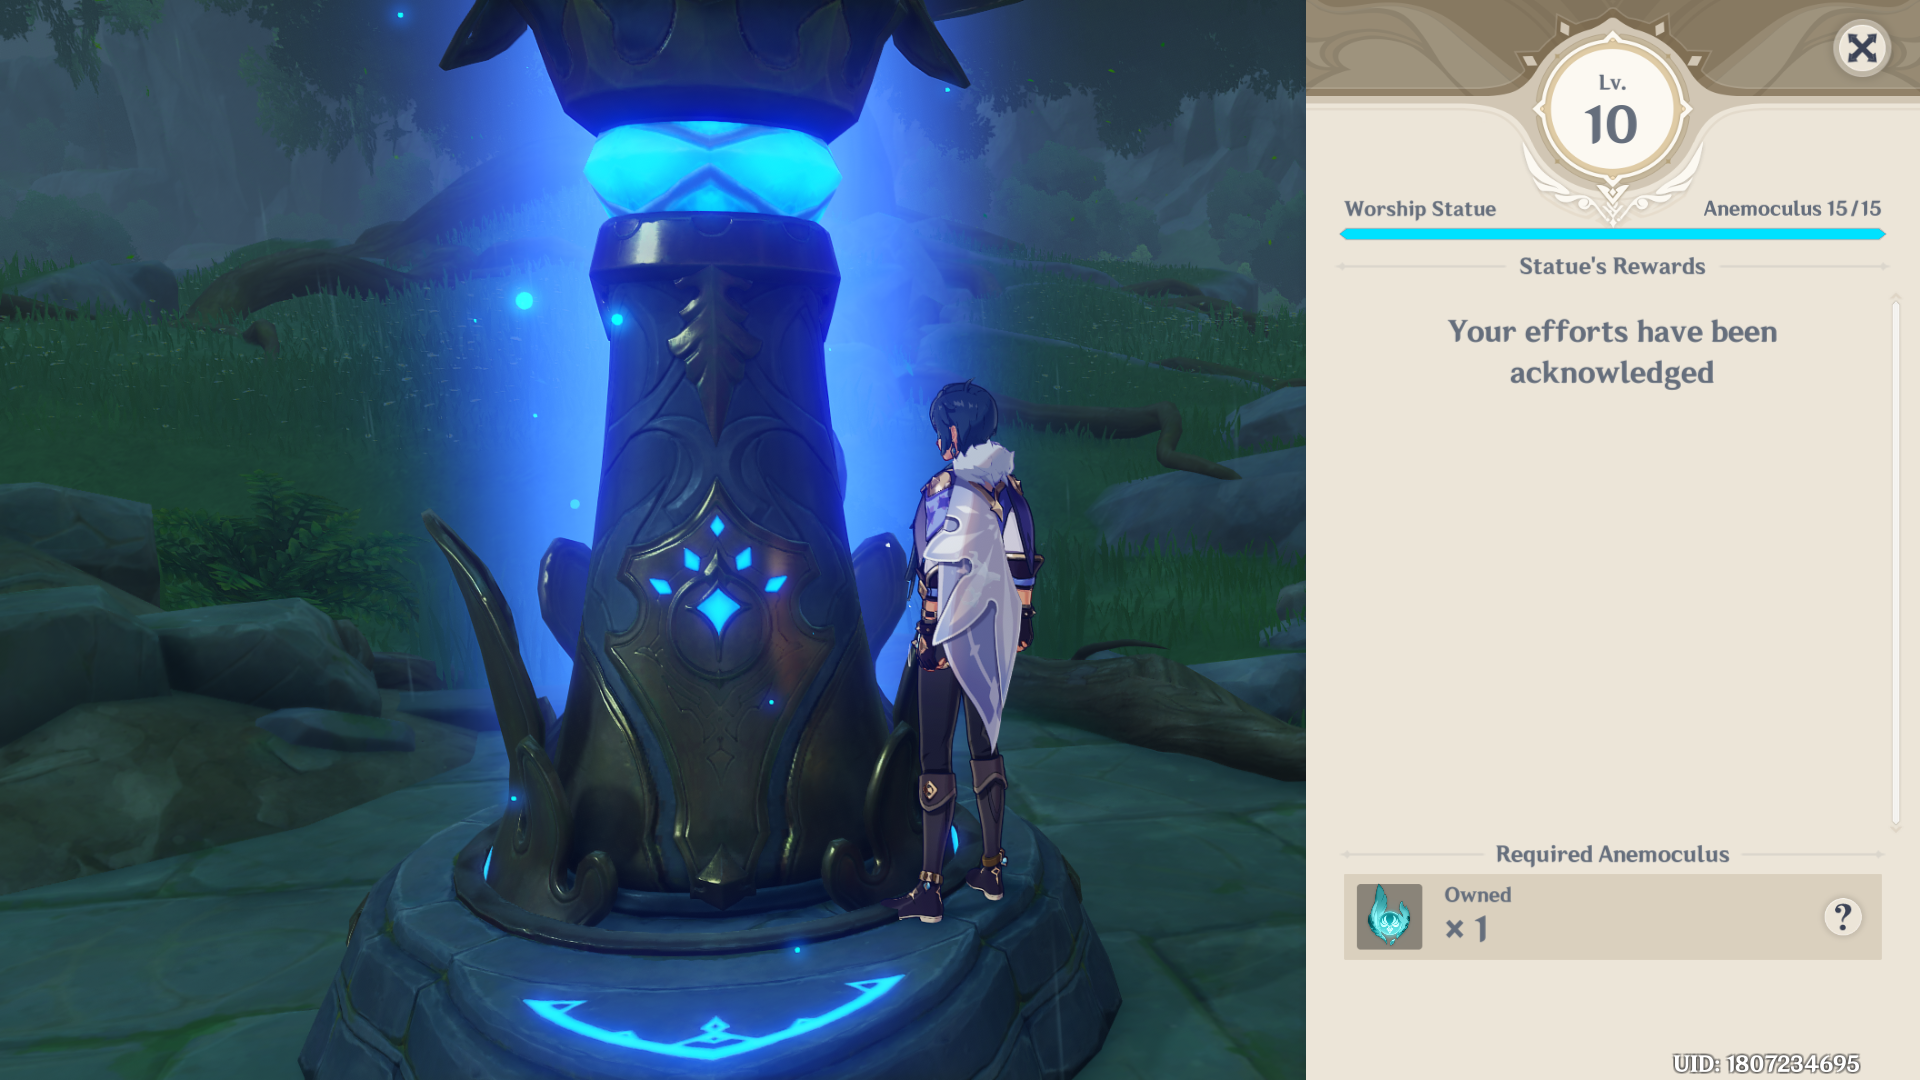 Lv.
10
Worship Statue
Anemoculus 15/15
Statue's Rewards
Your efforts have been
acknowledged
Required Anemoculus
Owned
× 1
?
UID: 1807234695